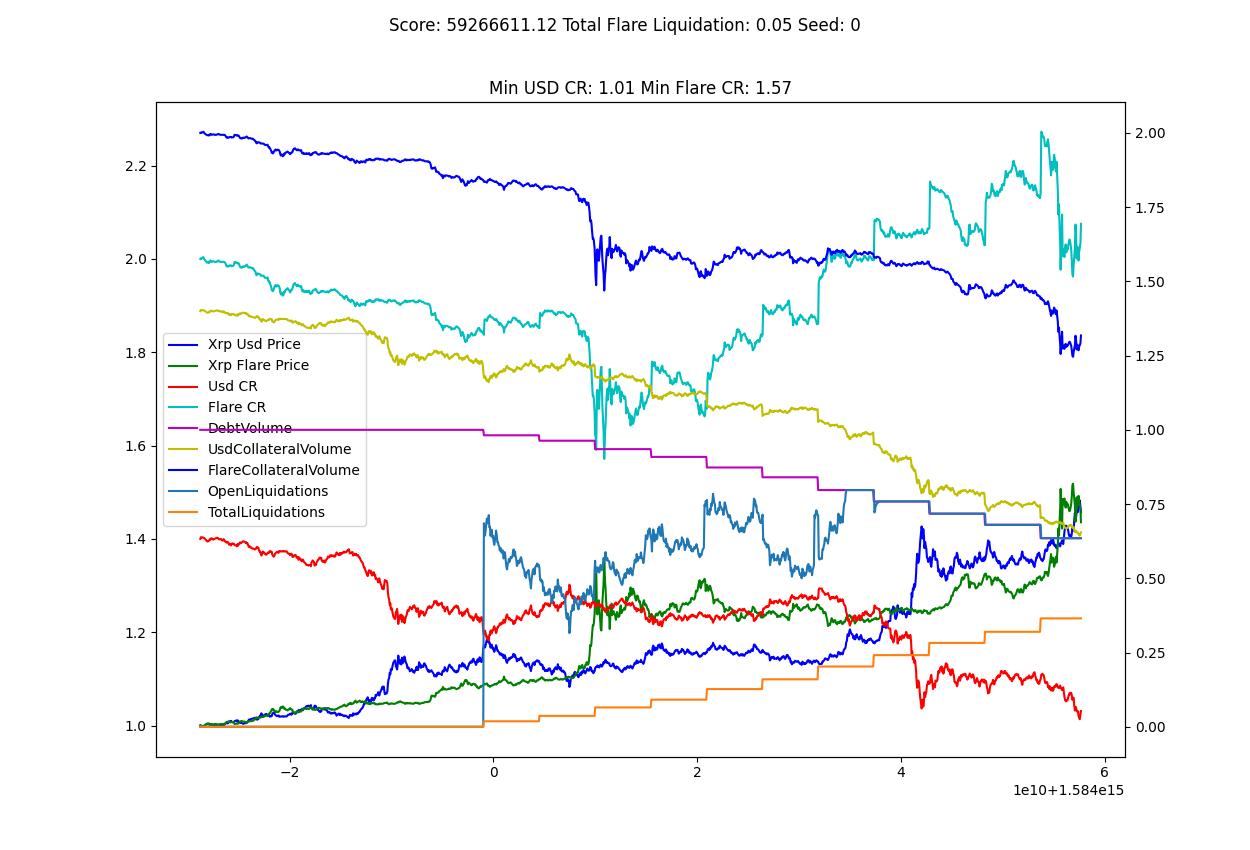 Score: 59266611.12 Total Flare Liquidation: 0.05 Seed: 0
Min USD CR: 1.01 Min Flare CR: 1.57
2.2
2.0
1.8
1.6
1.4
1.2
1.0
2.00
1.75
1.50
1.25
1.00
0.75
0.50
0.25
0.00
Xrp Usd Price
Xrp Flare Price
Usd CR
Flare CR
DebtVolume
UsdCollateralVolume
FlareCollateralVolume
OpenLiquidations
TotalLiquidations
−2 0 2 4 6
1e10+1.584e15